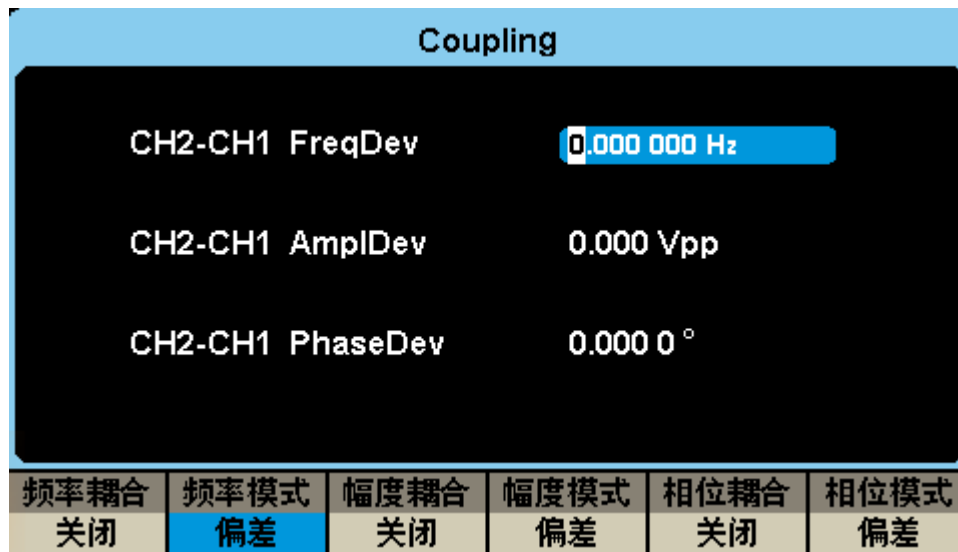 Coupling
CH2-CH1 FreqDev 0.000 000 Hz
CH2-CH1 AmplDev 0.000 Vpp
CH2-CH1 PhaseDev 0.000 0 °
频率耦合 频率模式 幅度耦合 幅度模式 相位耦合 相位模式
关闭 偏差 关闭 偏差 关闭 偏差